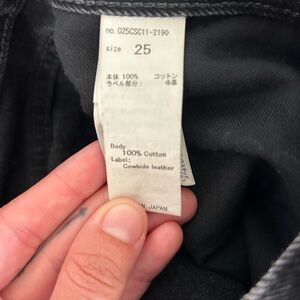 no. 025CSC11-2190
size 25
本体 100% コットン
ラベル部分: 牛革
Body
100% Cotton
Label:
Cowhide leather
JAPAN